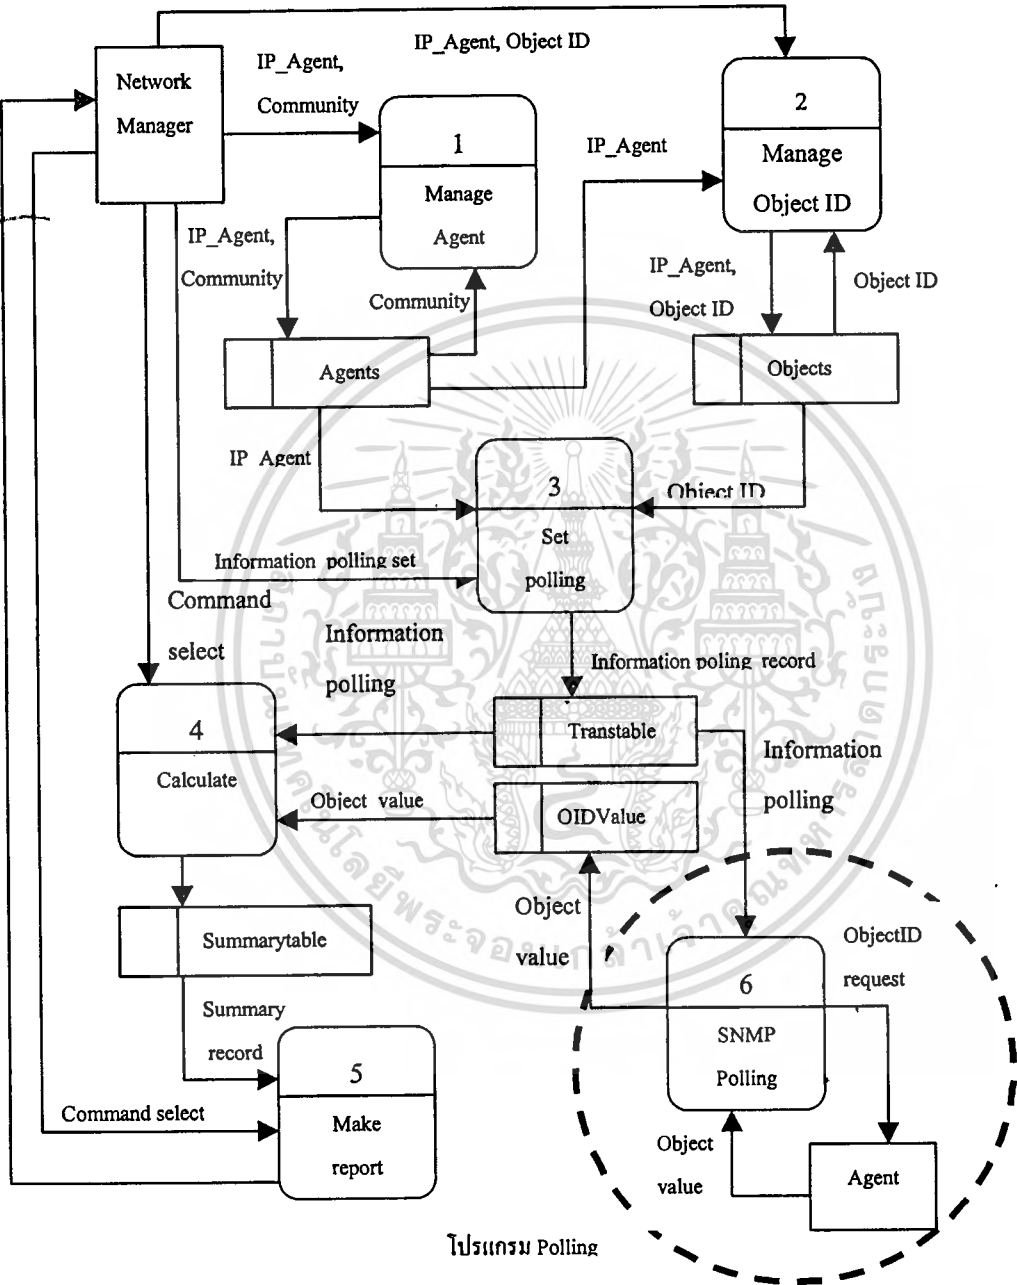 IP_Agent, Object ID
Network
Manager
IP_Agent,
Community
1
Manage
Agent
2
Manage
Object ID
IP_Agent
IP_Agent,
Community
Community
IP_Agent,
Object ID
Object ID
Agents
Objects
IP_Agent
Object ID
3
Set
polling
Information polling set
Command
select
Information
polling
Information poling record
4
Calculate
Transtable
Information
polling
Object value
OIDValue
Object
value
Summarytable
6
SNMP
Polling
ObjectID
request
Summary
record
5
Make
report
Command select
Object
value
Agent
โปรแกรม Polling